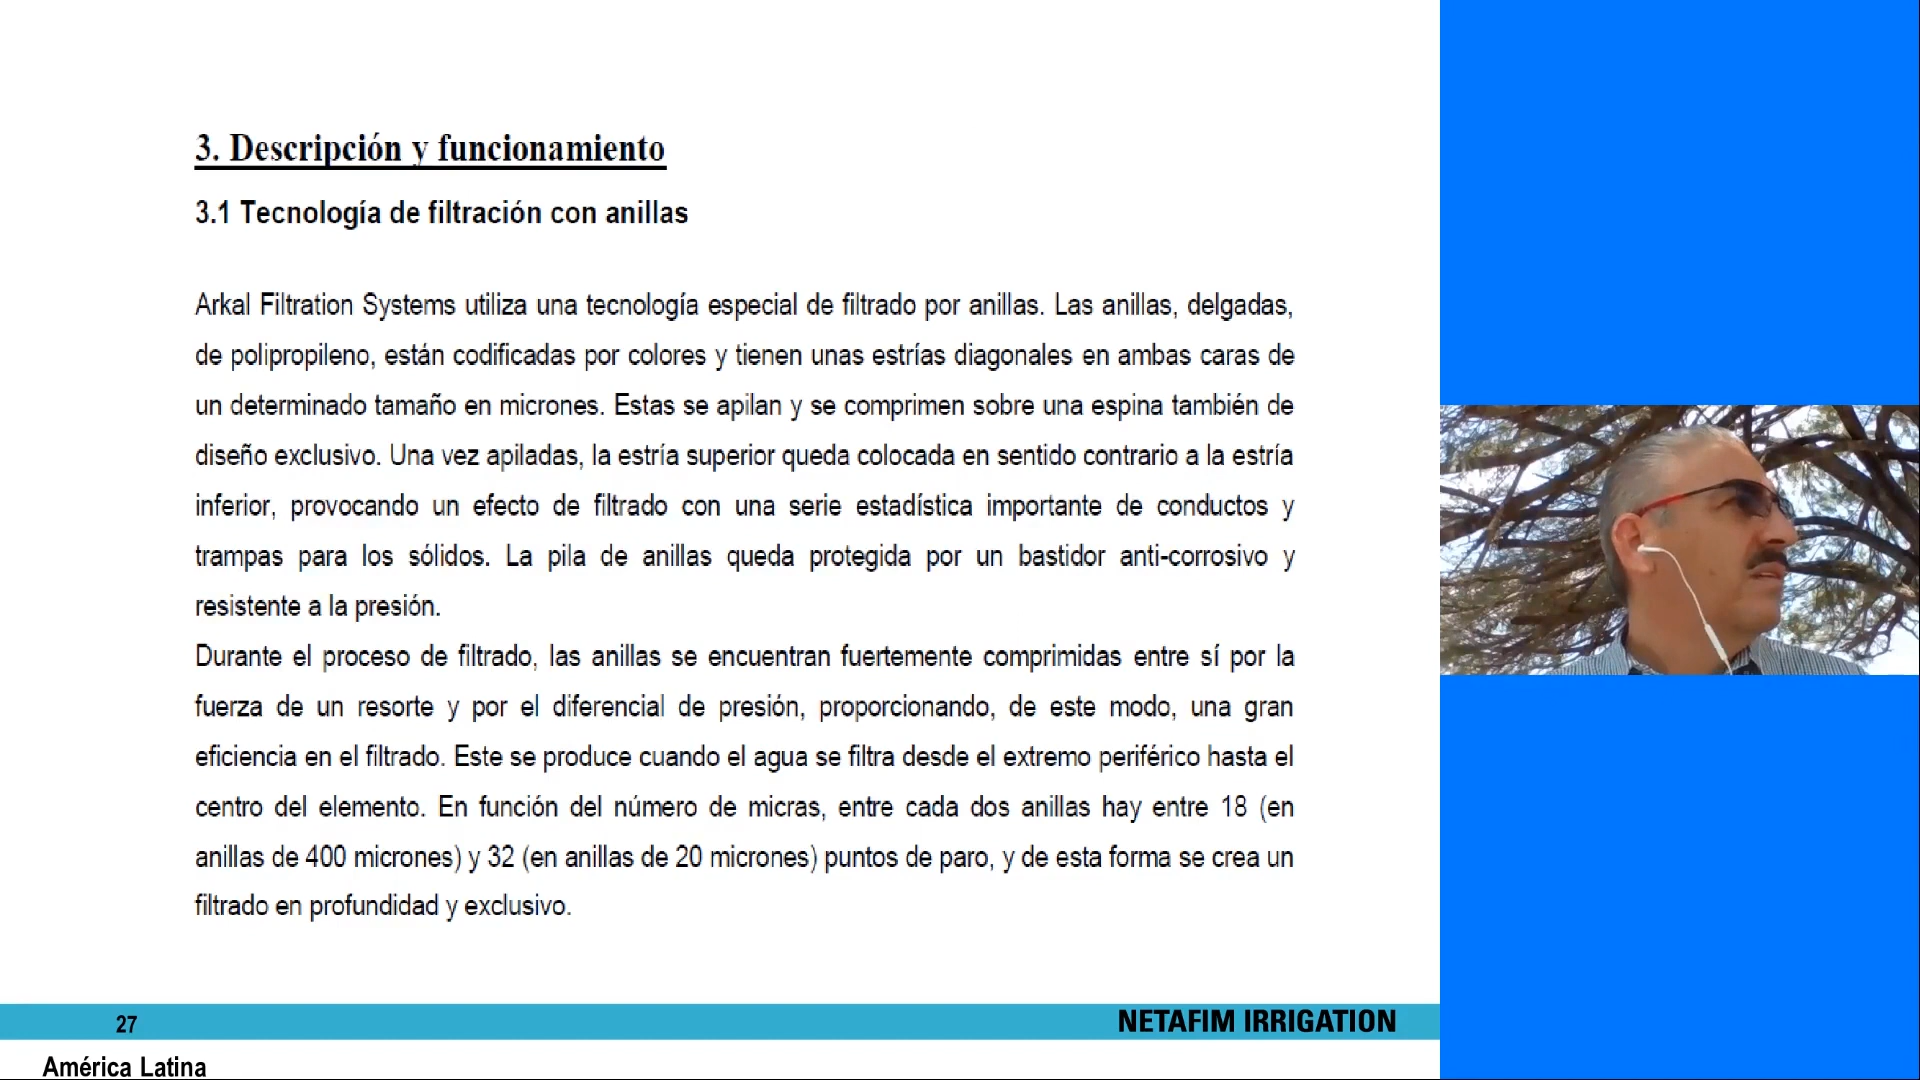 3. Descripción y funcionamiento
3.1 Tecnología de filtración con anillas
Arkal Filtration Systems utiliza una tecnología especial de filtrado por anillas. Las anillas, delgadas,
de polipropileno, están codificadas por colores y tienen unas estrías diagonales en ambas caras de
un determinado tamaño en micrones. Estas se apilan y se comprimen sobre una espina también de
diseño exclusivo. Una vez apiladas, la estría superior queda colocada en sentido contrario a la estría
inferior, provocando un efecto de filtrado con una serie estadística importante de conductos y
trampas para los sólidos. La pila de anillas queda protegida por un bastidor anti-corrosivo y
resistente a la presión.
Durante el proceso de filtrado, las anillas se encuentran fuertemente comprimidas entre sí por la
fuerza de un resorte y por el diferencial de presión, proporcionando, de este modo, una gran
eficiencia en el filtrado. Este se produce cuando el agua se filtra desde el extremo periférico hasta el
centro del elemento. En función del número de micras, entre cada dos anillas hay entre 18 (en
anillas de 400 micrones) y 32 (en anillas de 20 micrones) puntos de paro, y de esta forma se crea un
filtrado en profundidad y exclusivo.
27
NETAFIM IRRIGATION
América Latina